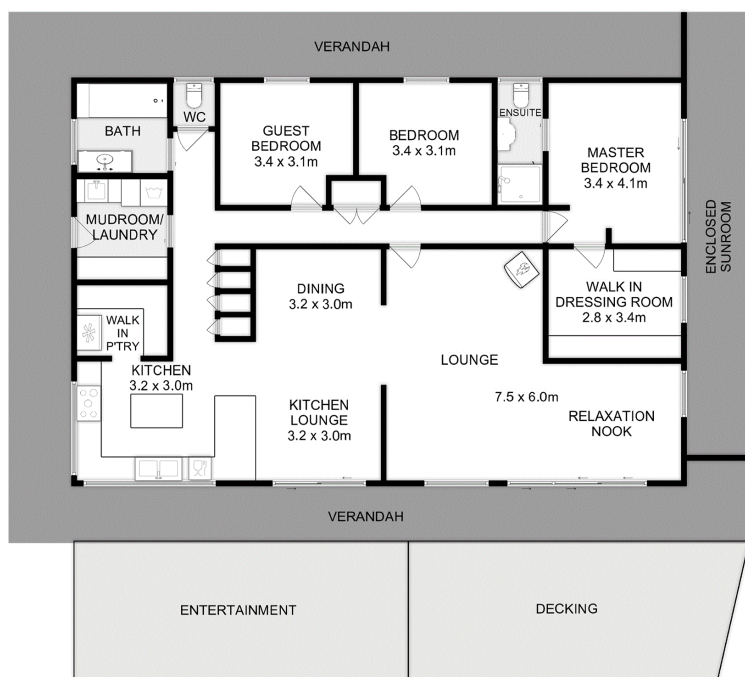 VERANDAH
WC
BATH
GUEST
BEDROOM
3.4 x 3.1m
BEDROOM
3.4 x 3.1m
ENSUITE
MASTER
BEDROOM
3.4 x 4.1m
MUDROOM/
LAUNDRY
ENCLOSED
SUNROOM
DINING
3.2 x 3.0m
WALK IN
DRESSING ROOM
2.8 x 3.4m
WALK
IN
P'TRY
KITCHEN
3.2 x 3.0m
LOUNGE
7.5 x 6.0m
KITCHEN
LOUNGE
3.2 x 3.0m
RELAXATION
NOOK
VERANDAH
ENTERTAINMENT
DECKING